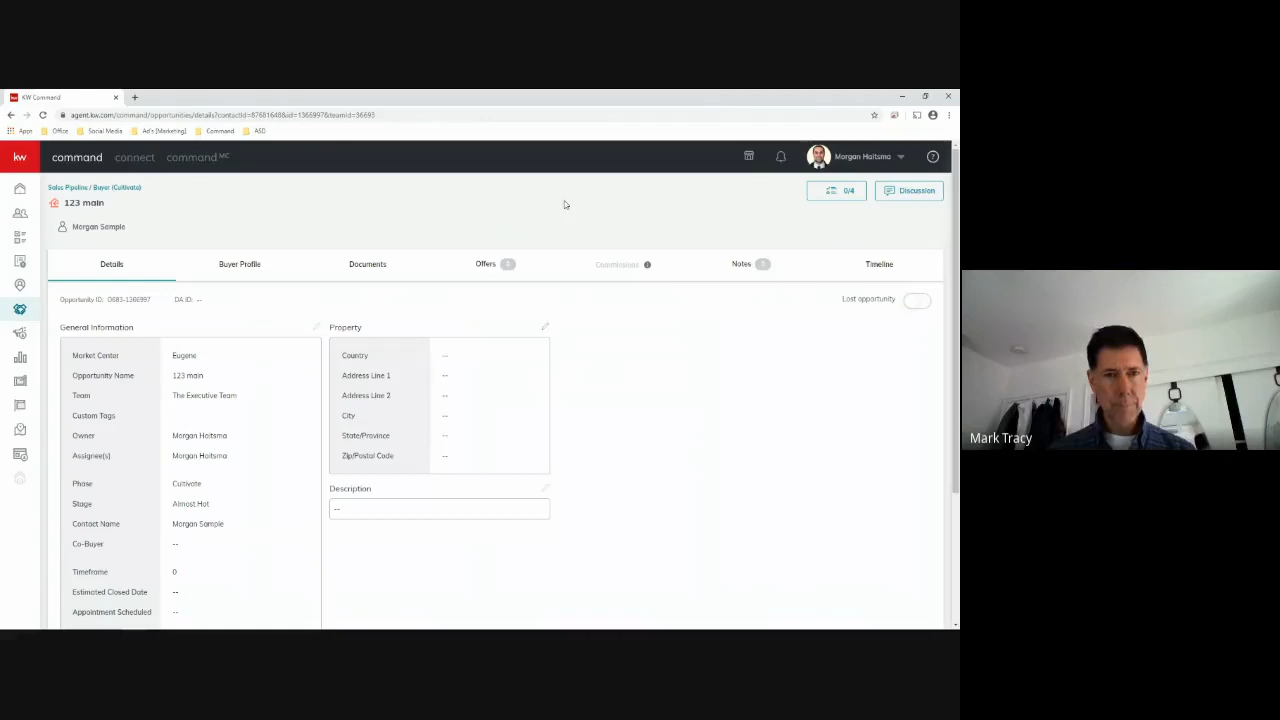 KW Command
agent.kw.com/command/opportunities/details?contactId=87681648&id=1366997&teamId=36693
Apps Office Social Media Ad's [Marketing] Command ASD
kw command connect command MC Morgan Haitsma
Sales Pipeline / Buyer (Cultivate)
0/4 Discussion
123 main
Morgan Sample
Details Buyer Profile Documents Offers Commissions Notes Timeline
Opportunity ID: O683-1366997 DA ID: --
Lost opportunity
General Information
Market Center Eugene
Opportunity Name 123 main
Team The Executive Team
Custom Tags
Owner Morgan Haitsma
Assignee(s) Morgan Haitsma
Phase Cultivate
Stage Almost Hot
Contact Name Morgan Sample
Co-Buyer --
Timeframe 0
Estimated Closed Date --
Appointment Scheduled --
Property
Country --
Address Line 1 --
Address Line 2 --
City --
State/Province --
Zip/Postal Code --
Description
--
Mark Tracy